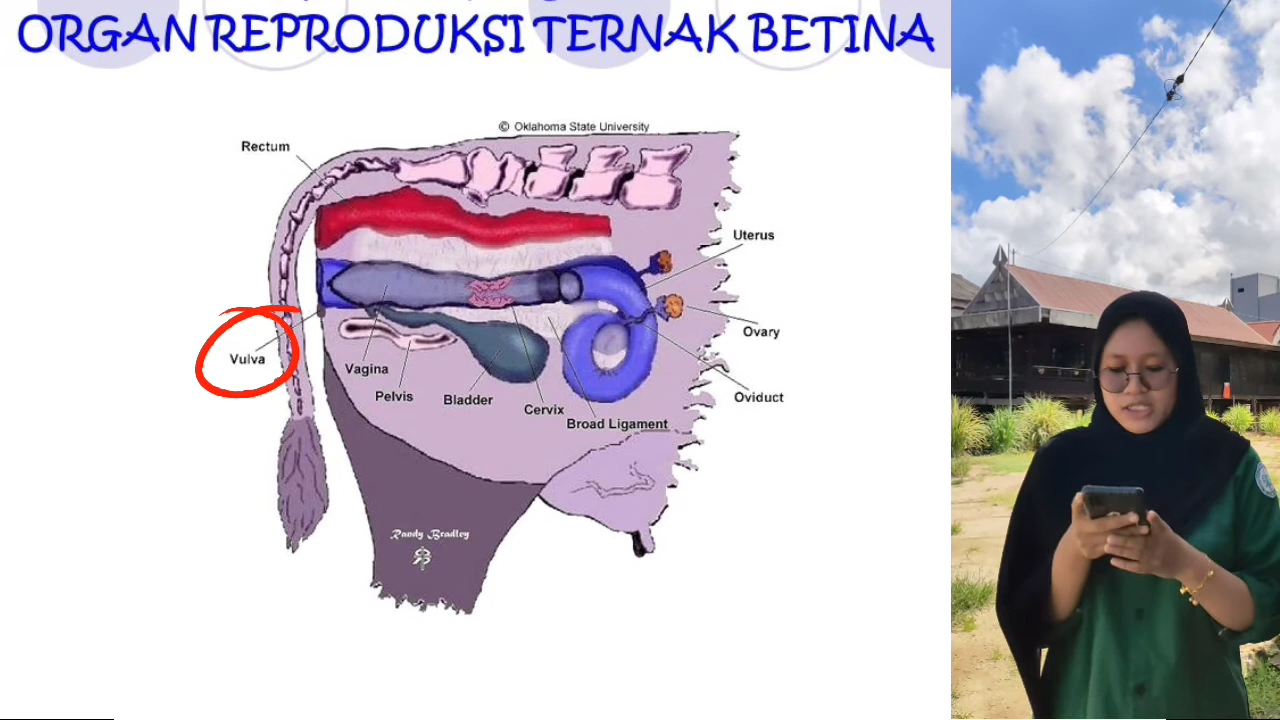 ORGAN REPRODUKSI TERNAK BETINA
© Oklahoma State University
Rectum
Uterus
Ovary
Vulva
Vagina
Pelvis
Bladder
Cervix
Broad Ligament
Oviduct
Randy Bradley